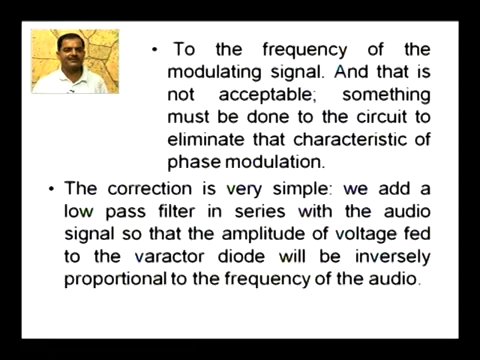 • To the frequency of the
modulating signal. And that is
not acceptable; something
must be done to the circuit to
eliminate that characteristic of
phase modulation.
• The correction is very simple: we add a
low pass filter in series with the audio
signal so that the amplitude of voltage fed
to the varactor diode will be inversely
proportional to the frequency of the audio.